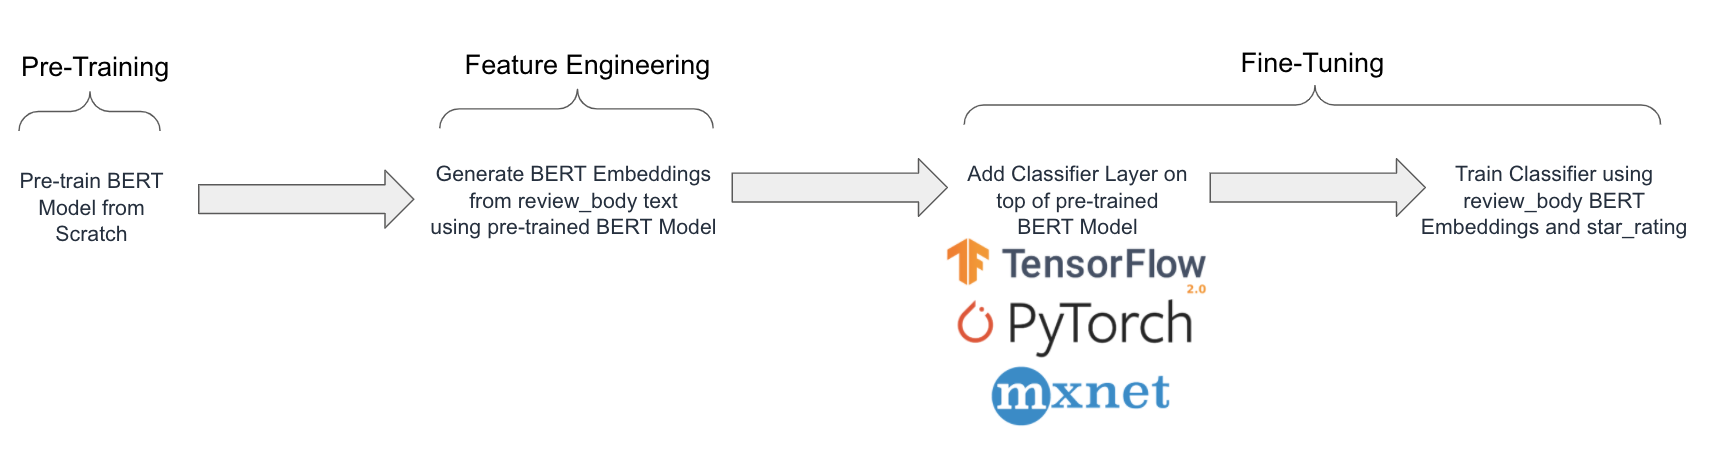 Pre-Training
Feature Engineering
Fine-Tuning
Pre-train BERT
Model from
Scratch
Generate BERT Embeddings
from review_body text
using pre-trained BERT Model
Add Classifier Layer on
top of pre-trained
BERT Model
TensorFlow
2.0
PyTorch
mxnet
Train Classifier using
review_body BERT
Embeddings and star_rating